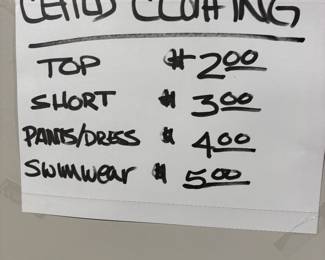 CHILD CLOTHING
TOP $2.00
SHORT $ 3.00
PANTS/DRESS $ 4.00
SWIMWEAR $ 5.00